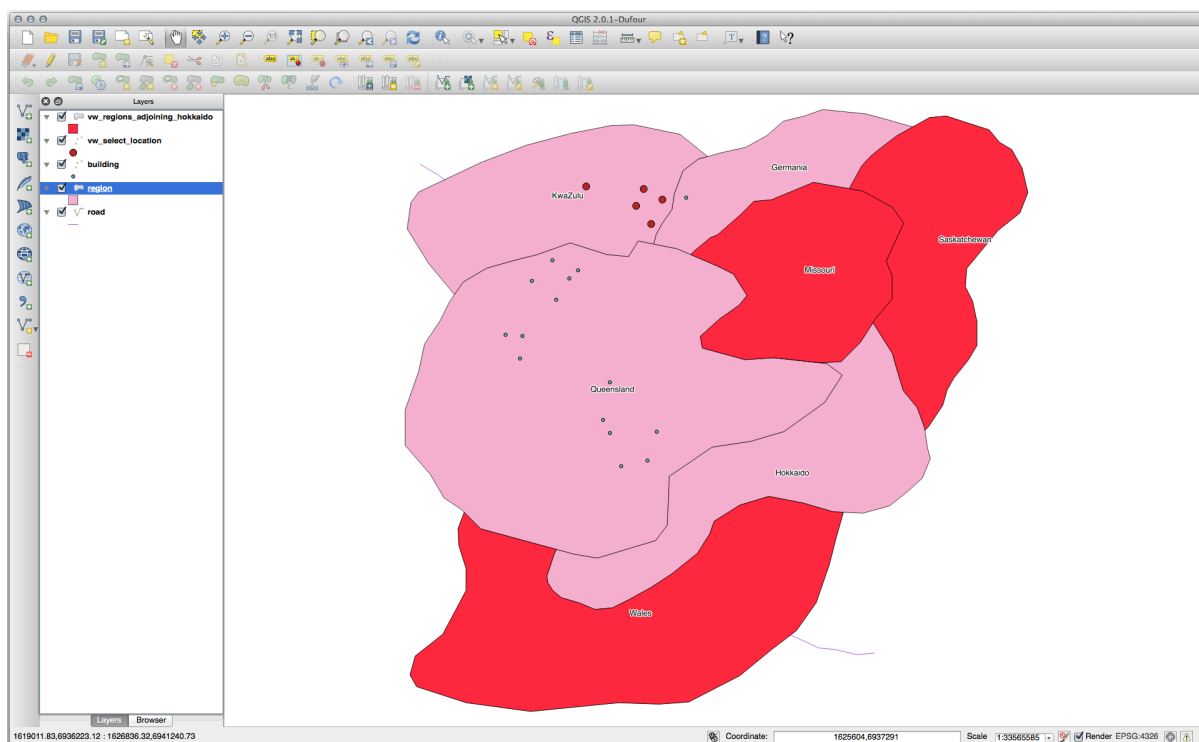 QGIS 2.0.1-Dufour
Layers
vw_regions_adjoining_hokkaido
vw_select_location
building
region
road
KwaZulu
Germania
Saskatchewan
Missouri
Queensland
Hokkaido
Wales
Layers Browser
1619011.83,6936223.12 : 1626836.32,6941240.73
Coordinate: 1625604,6937291 Scale 1:33565585 Render EPSG:4326